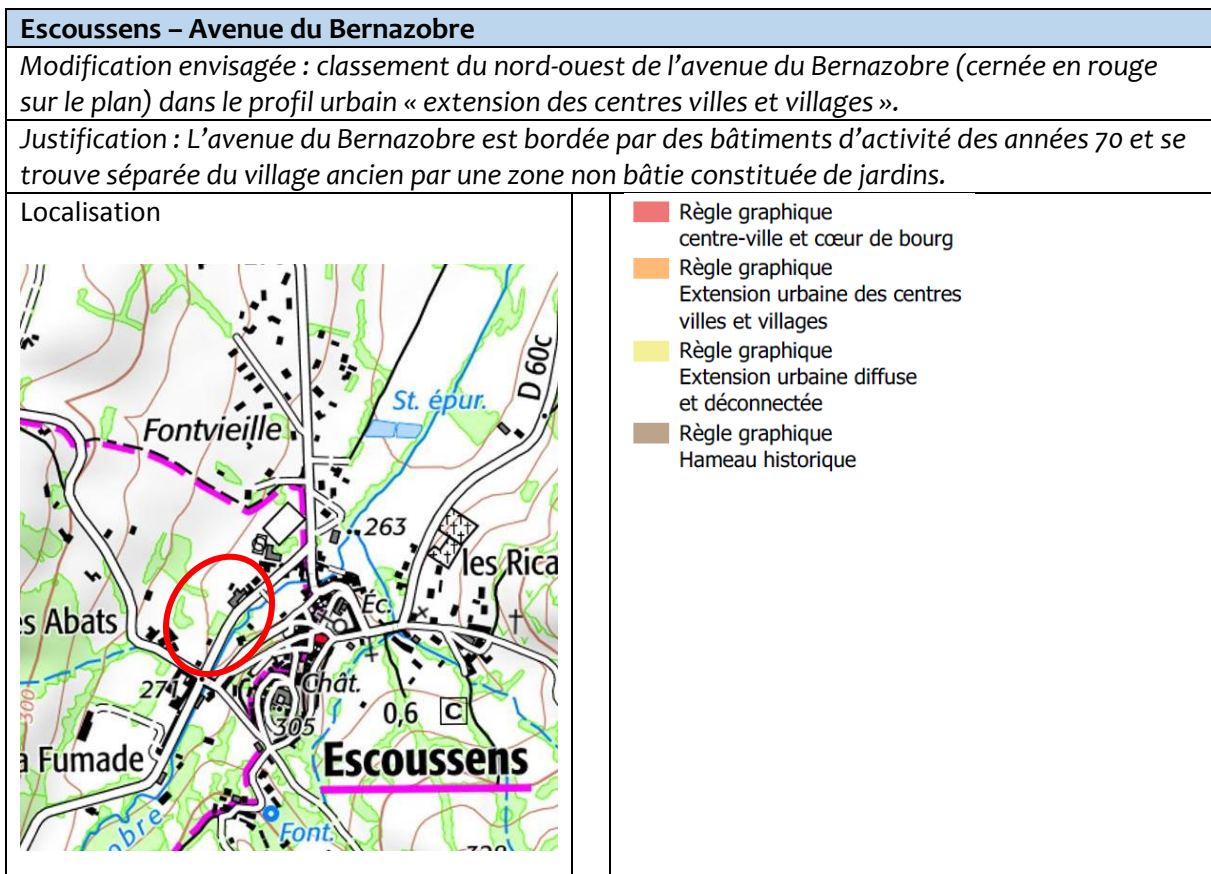 Escoussens – Avenue du Bernazobre
Modification envisagée : classement du nord-ouest de l’avenue du Bernazobre (cernée en rouge
sur le plan) dans le profil urbain « extension des centres villes et villages ».
Justification : L’avenue du Bernazobre est bordée par des bâtiments d’activité des années 70 et se
trouve séparée du village ancien par une zone non bâtie constituée de jardins.
Localisation
Règle graphique
centre-ville et cœur de bourg
Règle graphique
Extension urbaine des centres
villes et villages
Règle graphique
Extension urbaine diffuse
et déconnectée
Règle graphique
Hameau historique
D 60c
St. épur.
Fontvieille
263
les Rica
Éc.
s Abats
271
Chât.
305
0,6 C
300
Fumade
Escoussens
obre
Font.